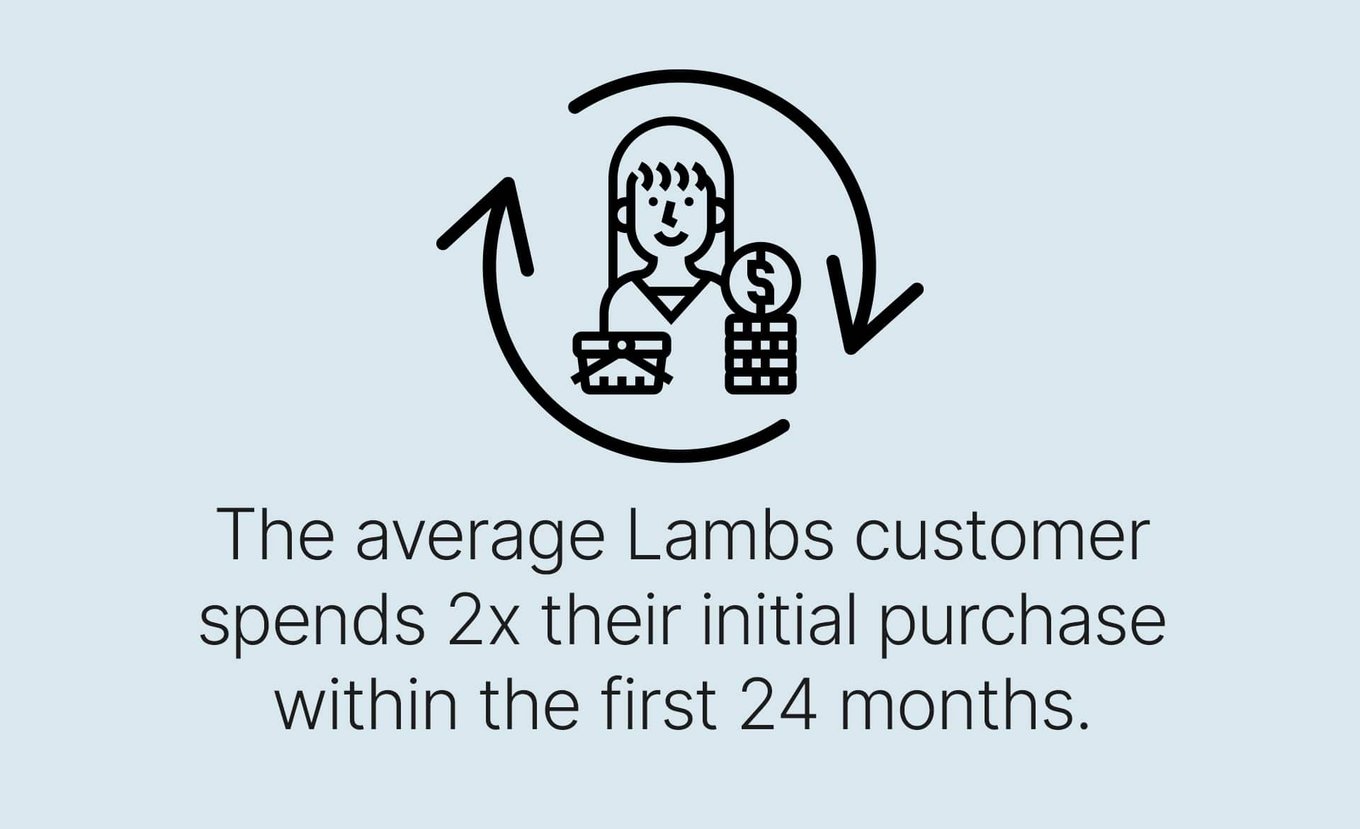 The average Lambs customer
spends 2x their initial purchase
within the first 24 months.